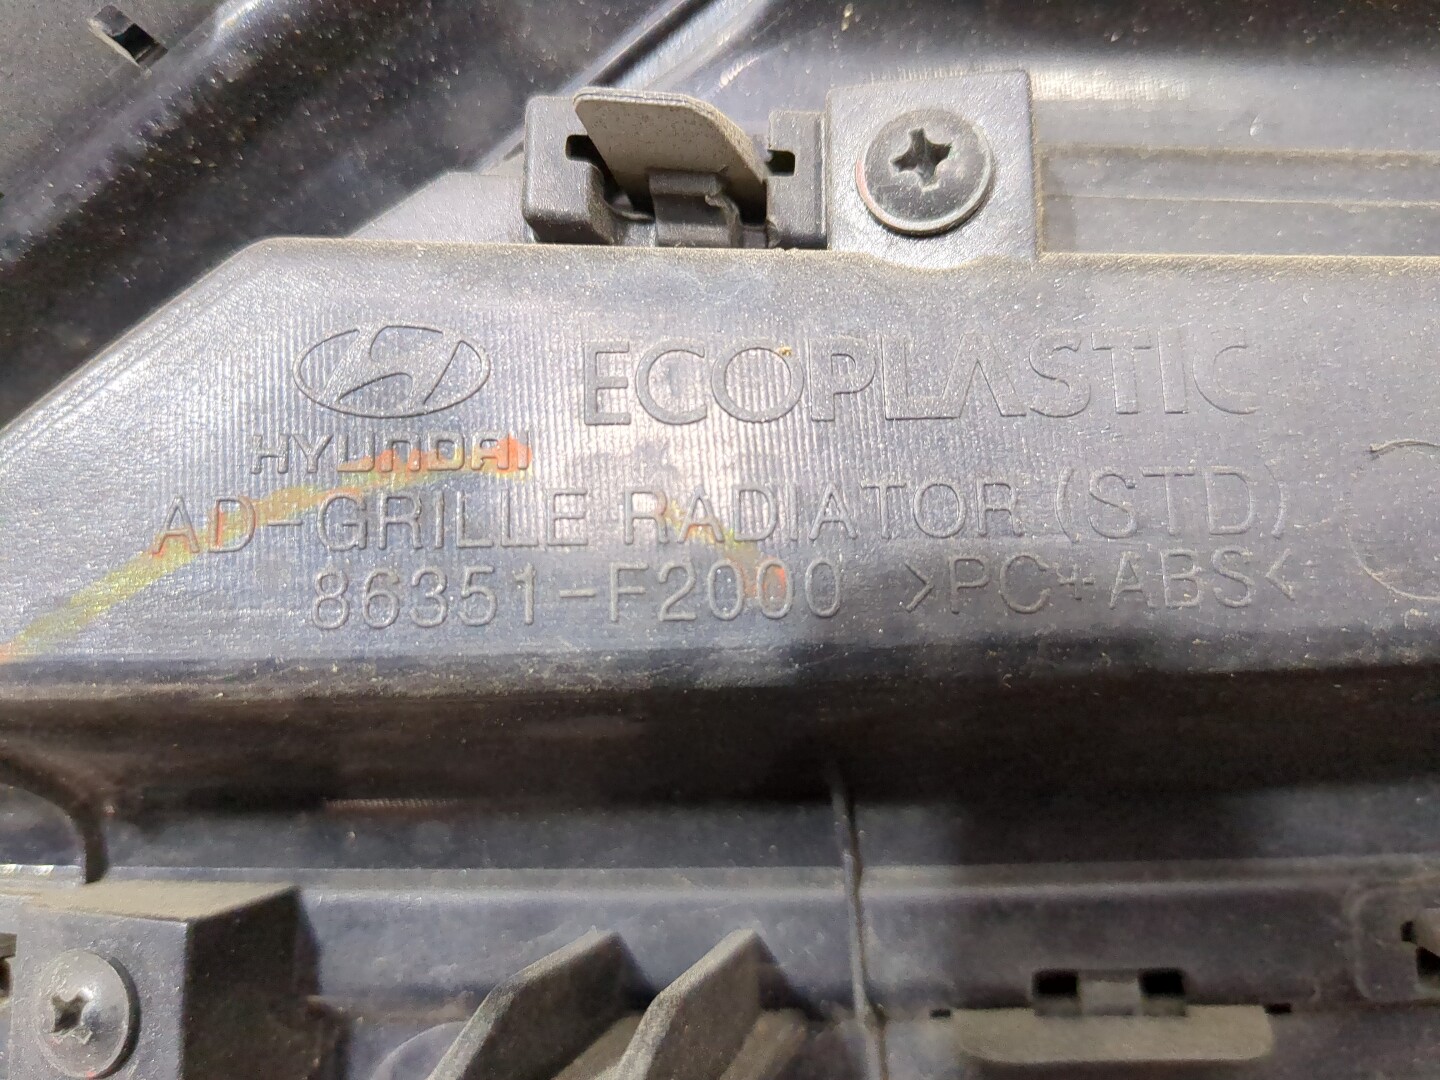 ECOPLASTIC
HYUNDAI
AD-GRILLE RADIATOR (STD)
86351-F2000 >PC+ABS<